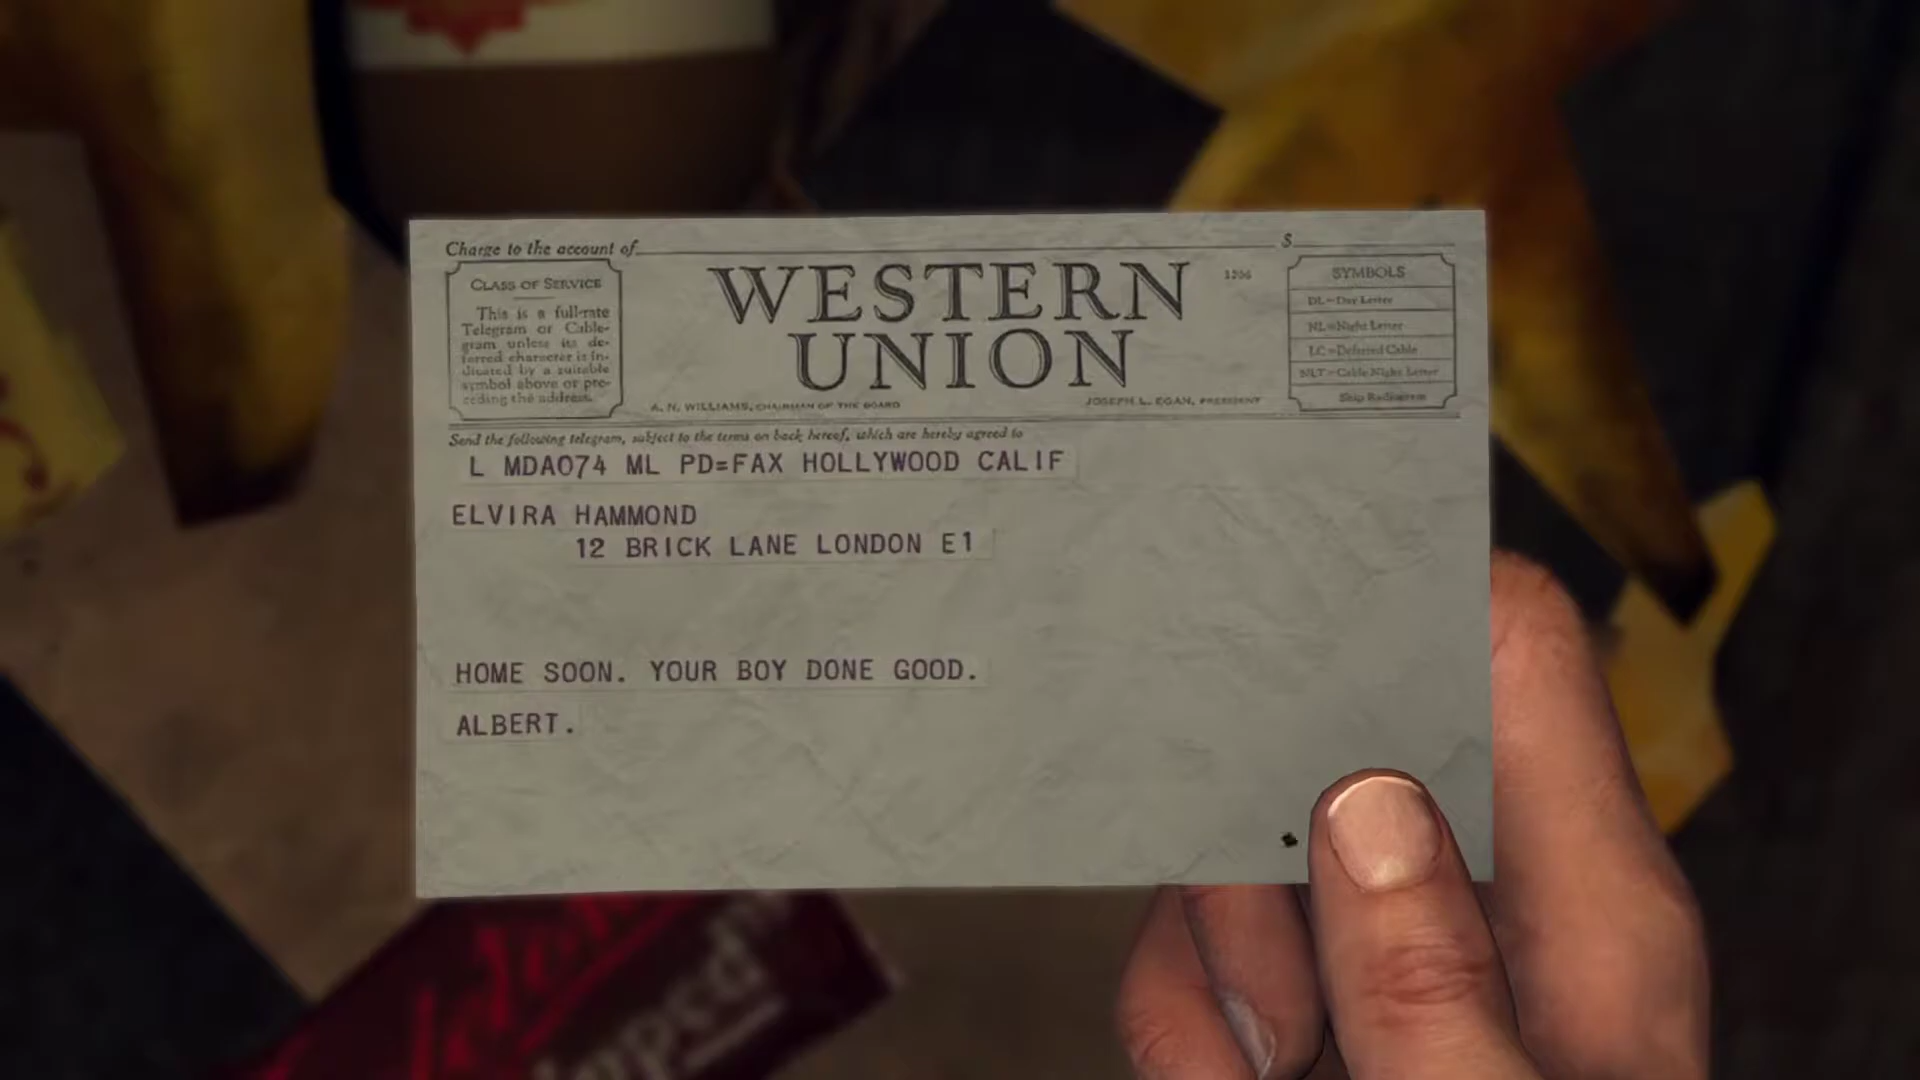 Charge to the account of
$
CLASS OF SERVICE
This is a full-rate
Telegram or Cable-
gram unless its de-
ferred character is in-
dicated by a suitable
symbol above or pre-
ceding the address.
WESTERN
UNION
1206
A. N. WILLIAMS, CHAIRMAN OF THE BOARD
JOSEPH L. EGAN, PRESIDENT
SYMBOLS
DL=Day Letter
NL=Night Letter
LC=Deferred Cable
NLT=Cable Night Letter
Ship Radiogram
Send the following telegram, subject to the terms on back hereof, which are hereby agreed to
L MDA074 ML PD=FAX HOLLYWOOD CALIF
ELVIRA HAMMOND
12 BRICK LANE LONDON E1
HOME SOON. YOUR BOY DONE GOOD.
ALBERT.